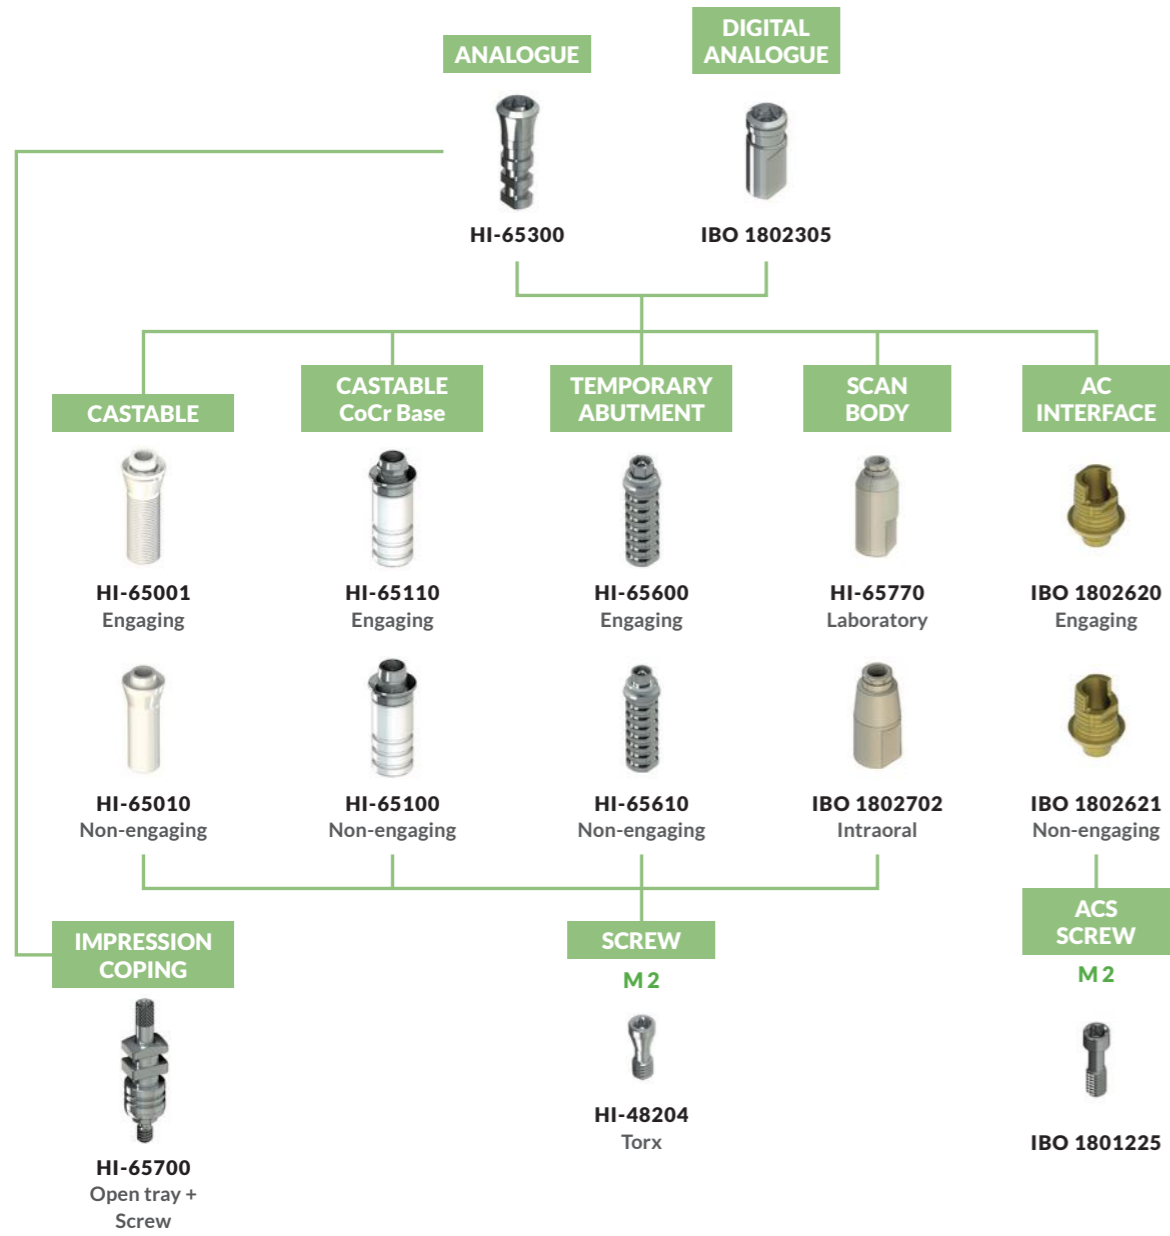 ANALOGUE
DIGITAL
ANALOGUE
HI-65300
IBO 1802305
CASTABLE
CASTABLE
CoCr Base
TEMPORARY
ABUTMENT
SCAN
BODY
AC
INTERFACE
HI-65001
Engaging
HI-65110
Engaging
HI-65600
Engaging
HI-65770
Laboratory
IBO 1802620
Engaging
HI-65010
Non-engaging
HI-65100
Non-engaging
HI-65610
Non-engaging
IBO 1802702
Intraoral
IBO 1802621
Non-engaging
IMPRESSION
COPING
HI-65700
Open tray +
Screw
SCREW
M 2
HI-48204
Torx
ACS
SCREW
M 2
IBO 1801225